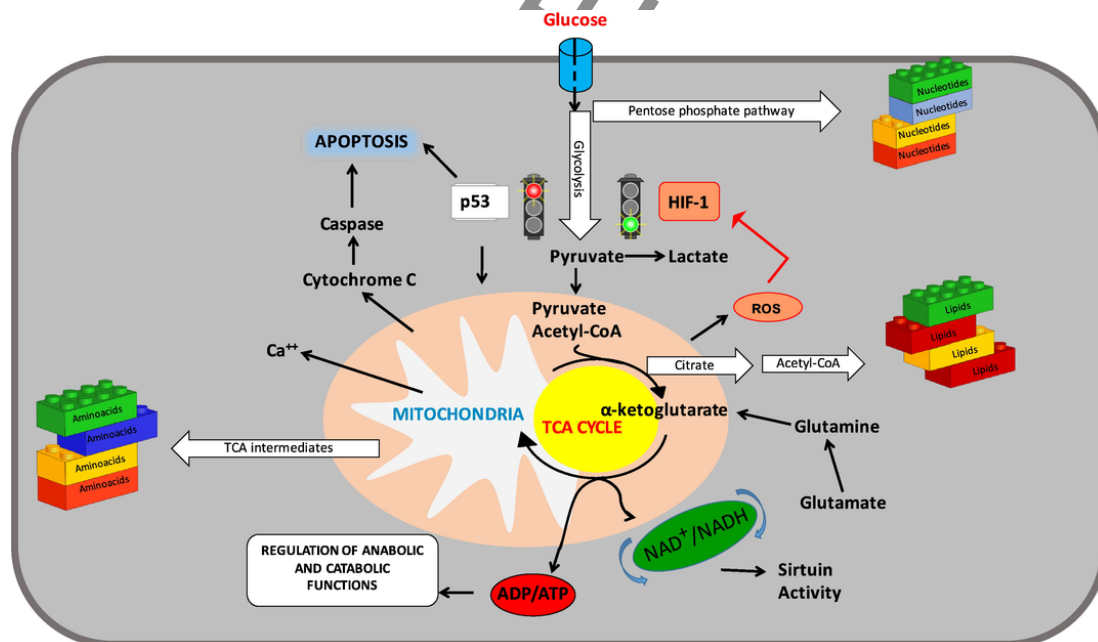 Glucose
Pentose phosphate pathway
Nucleotides
Nucleotides
Nucleotides
Nucleotides
APOPTOSIS
Glycolysis
p53
HIF-1
Caspase
Pyruvate
Lactate
Cytochrome C
Pyruvate
Acetyl-CoA
ROS
Lipids
Lipids
Lipids
Lipids
Ca++
Citrate
Acetyl-CoA
Aminoacids
Aminoacids
Aminoacids
Aminoacids
MITOCHONDRIA
TCA CYCLE
α-ketoglutarate
Glutamine
TCA intermediates
Glutamate
NAD+/NADH
REGULATION OF ANABOLIC
AND CATABOLIC
FUNCTIONS
ADP/ATP
Sirtuin
Activity